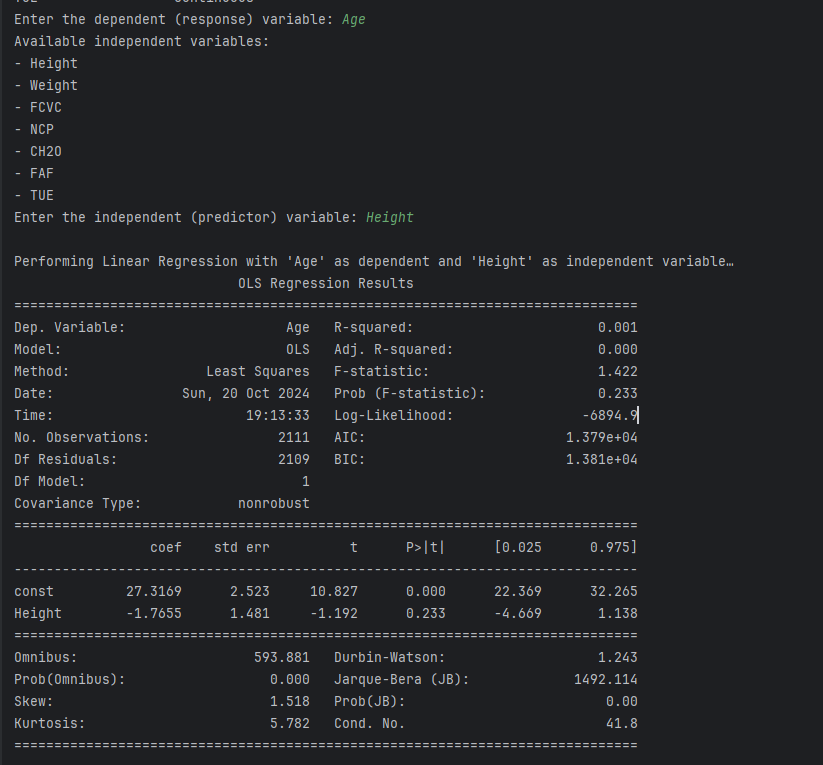 Enter the dependent (response) variable: Age
Available independent variables:
- Height
- Weight
- FCVC
- NCP
- CH2O
- FAF
- TUE
Enter the independent (predictor) variable: Height
Performing Linear Regression with 'Age' as dependent and 'Height' as independent variable…
OLS Regression Results
==============================================================================
Dep. Variable:                    Age   R-squared:                       0.001
Model:                            OLS   Adj. R-squared:                  0.000
Method:                 Least Squares   F-statistic:                     1.422
Date:                Sun, 20 Oct 2024   Prob (F-statistic):              0.233
Time:                        19:13:33   Log-Likelihood:                -6894.9
No. Observations:                2111   AIC:                         1.379e+04
Df Residuals:                    2109   BIC:                         1.381e+04
Df Model:                           1
Covariance Type:            nonrobust
==============================================================================
                 coef    std err          t      P>|t|      [0.025      0.975]
------------------------------------------------------------------------------
const         27.3169      2.523     10.827      0.000      22.369      32.265
Height        -1.7655      1.481     -1.192      0.233      -4.669       1.138
==============================================================================
Omnibus:                      593.881   Durbin-Watson:                   1.243
Prob(Omnibus):                  0.000   Jarque-Bera (JB):             1492.114
Skew:                           1.518   Prob(JB):                         0.00
Kurtosis:                       5.782   Cond. No.                         41.8
==============================================================================